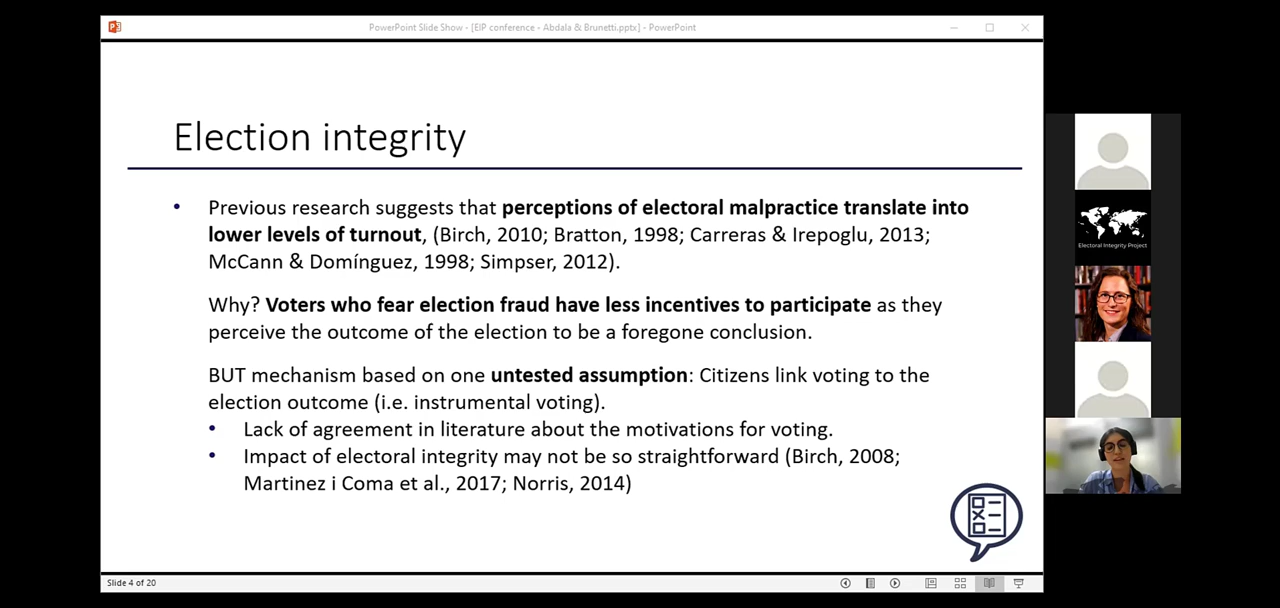 PowerPoint Slide Show - [EIP conference - Abdala & Brunetti.pptx] - PowerPoint
Election integrity
• Previous research suggests that perceptions of electoral malpractice translate into
lower levels of turnout, (Birch, 2010; Bratton, 1998; Carreras & Irepoglu, 2013;
McCann & Domínguez, 1998; Simpser, 2012).
Why? Voters who fear election fraud have less incentives to participate as they
perceive the outcome of the election to be a foregone conclusion.
BUT mechanism based on one untested assumption: Citizens link voting to the
election outcome (i.e. instrumental voting).
• Lack of agreement in literature about the motivations for voting.
• Impact of electoral integrity may not be so straightforward (Birch, 2008;
Martinez i Coma et al., 2017; Norris, 2014)
Slide 4 of 20
Electoral Integrity Project